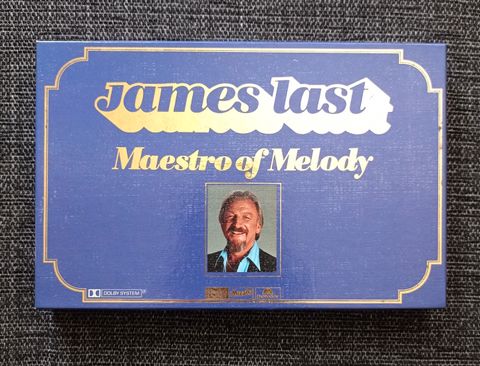 James Last
Maestro of Melody
DOLBY SYSTEM